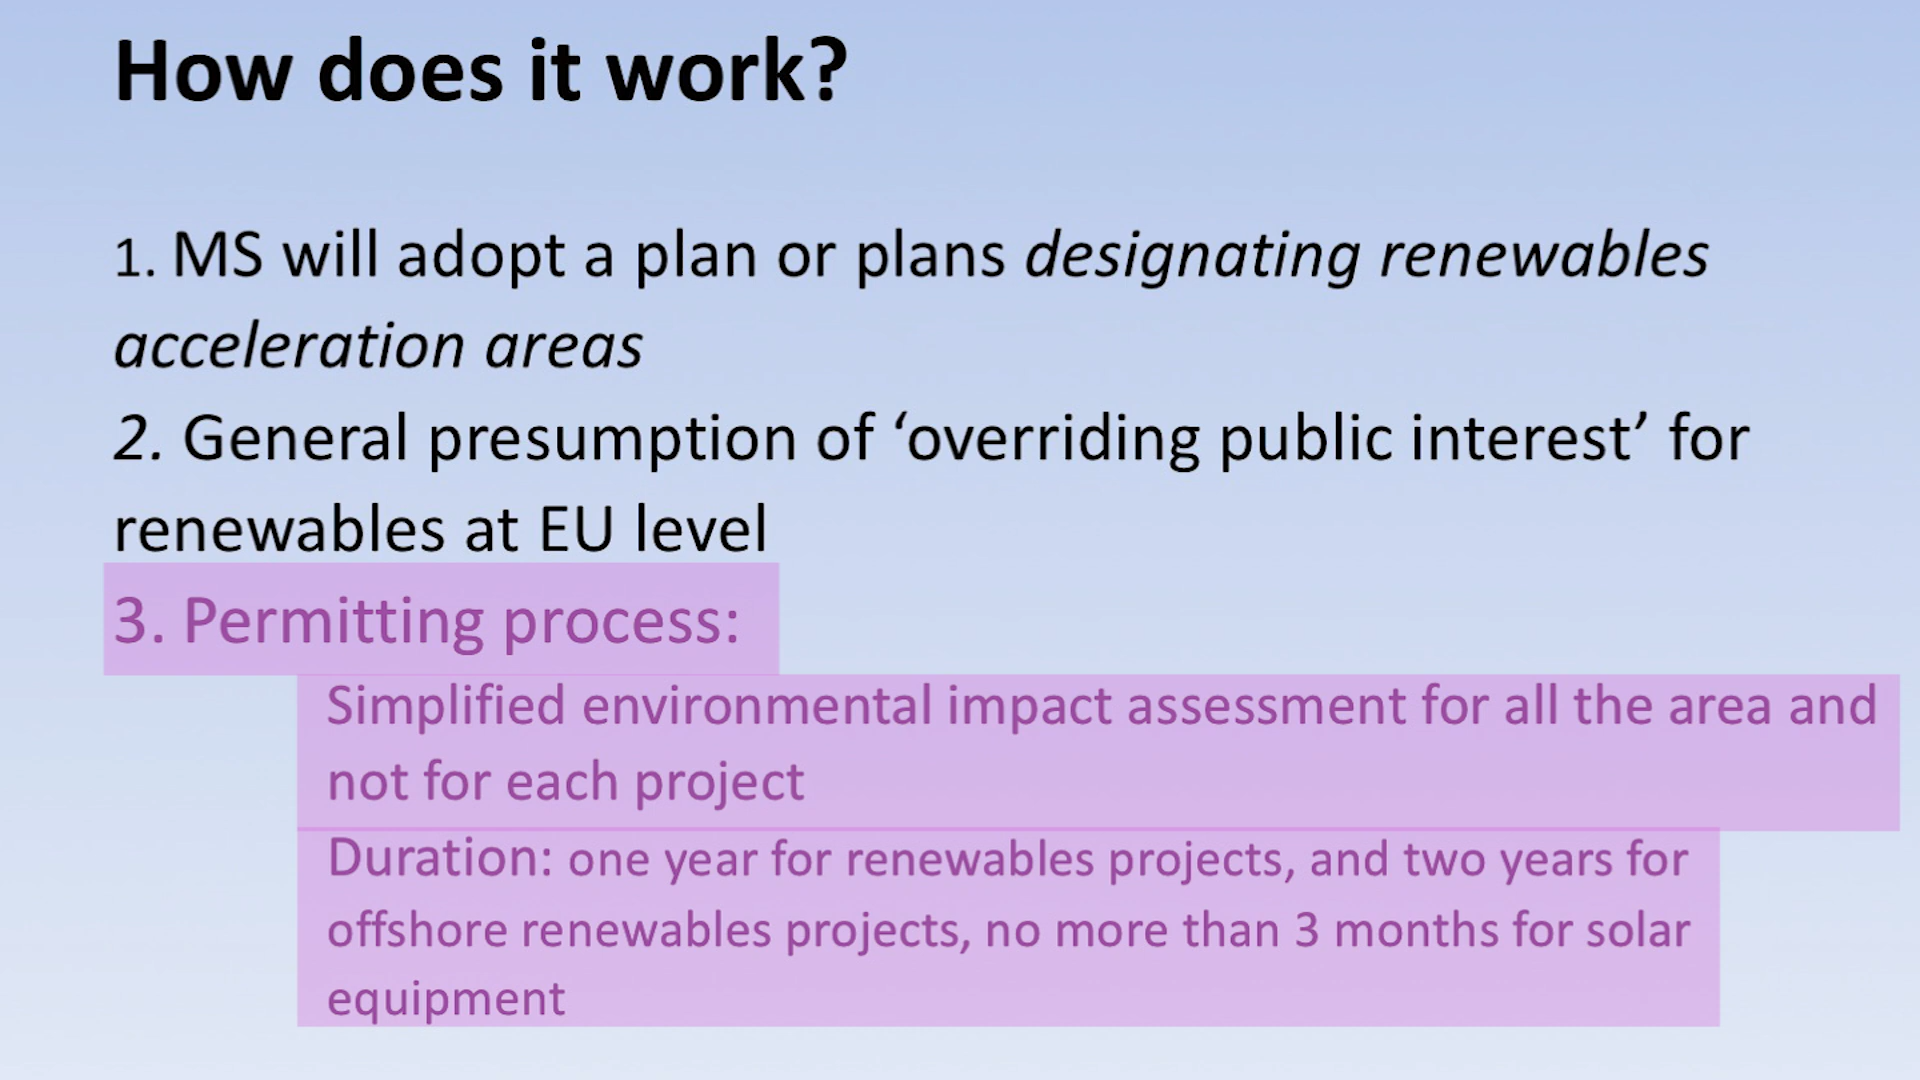 How does it work?
1. MS will adopt a plan or plans designating renewables
acceleration areas
2. General presumption of ‘overriding public interest’ for
renewables at EU level
3. Permitting process:
Simplified environmental impact assessment for all the area and
not for each project
Duration: one year for renewables projects, and two years for
offshore renewables projects, no more than 3 months for solar
equipment